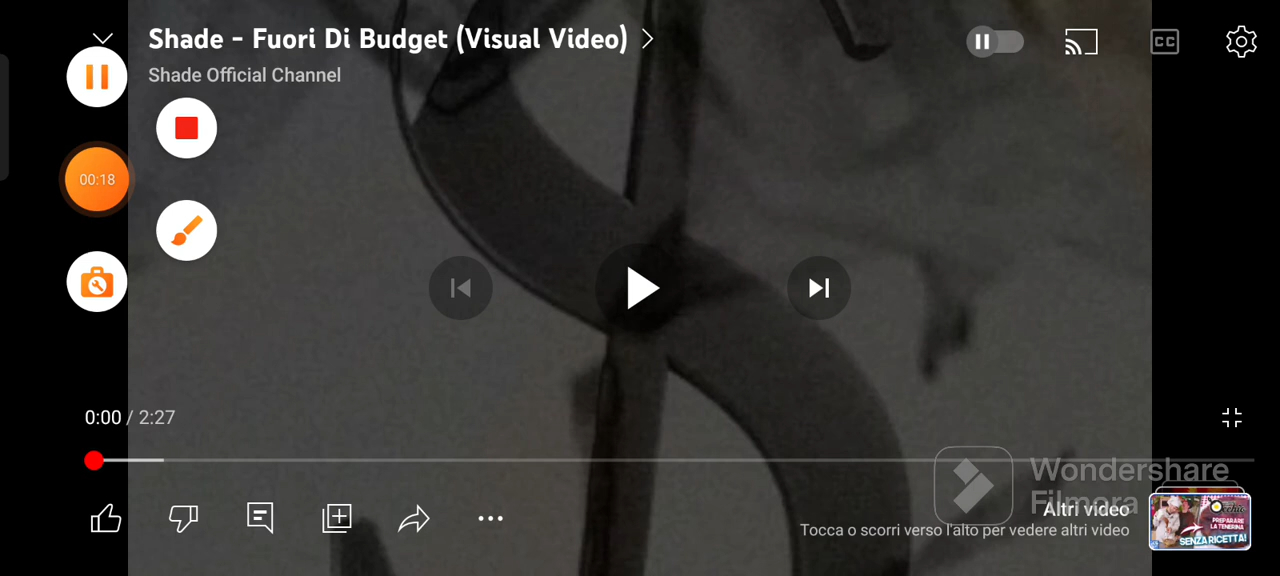 Shade - Fuori Di Budget (Visual Video)
Shade Official Channel
CC
00:18
0:00 / 2:27
Wondershare
Filmora
Altri video
Tocca o scorri verso l'alto per vedere altri video
PREPARARE
LA TENERINA
SENZA RICETTA!